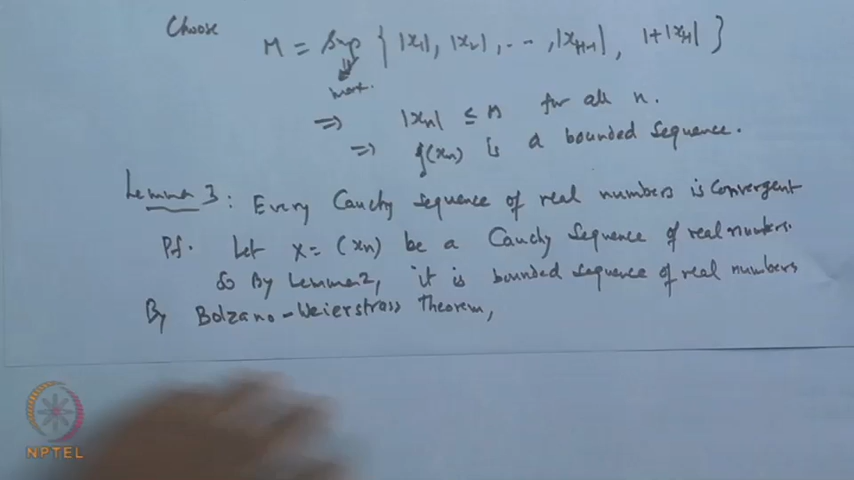 Choose
M = Sup { |x1|, |x2|, ..., |xH-1|, 1+|xH| }
max.
⇒ |xn| ≤ M for all n.
⇒ (xn) is a bounded sequence.
Lemma 3: Every Cauchy sequence of real numbers is convergent
Pf. Let X = (xn) be a Cauchy sequence of real numbers.
So By Lemma 2, it is bounded sequence of real numbers
By Bolzano-Weierstrass Theorem,
NPTEL